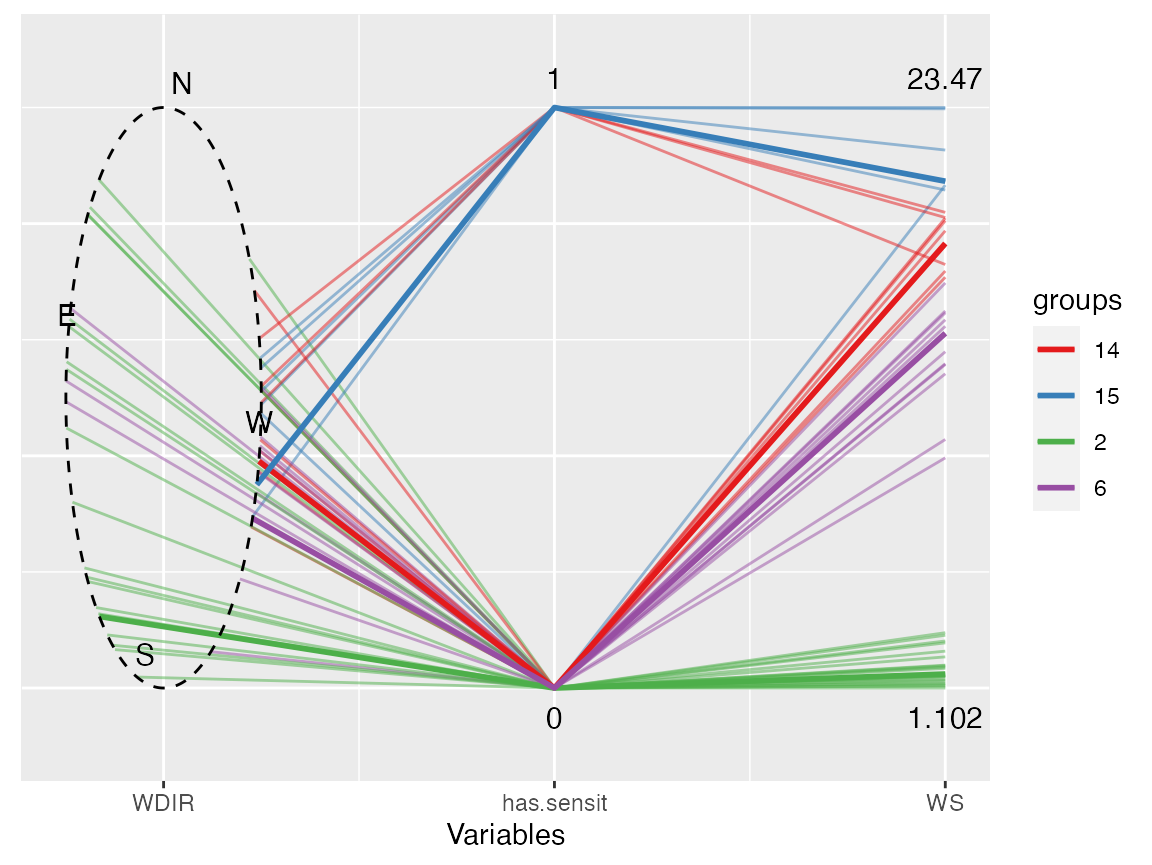 N
1
23.47
E
W
S
0
1.102
WDIR
has.sensit
WS
Variables
groups
14
15
2
6